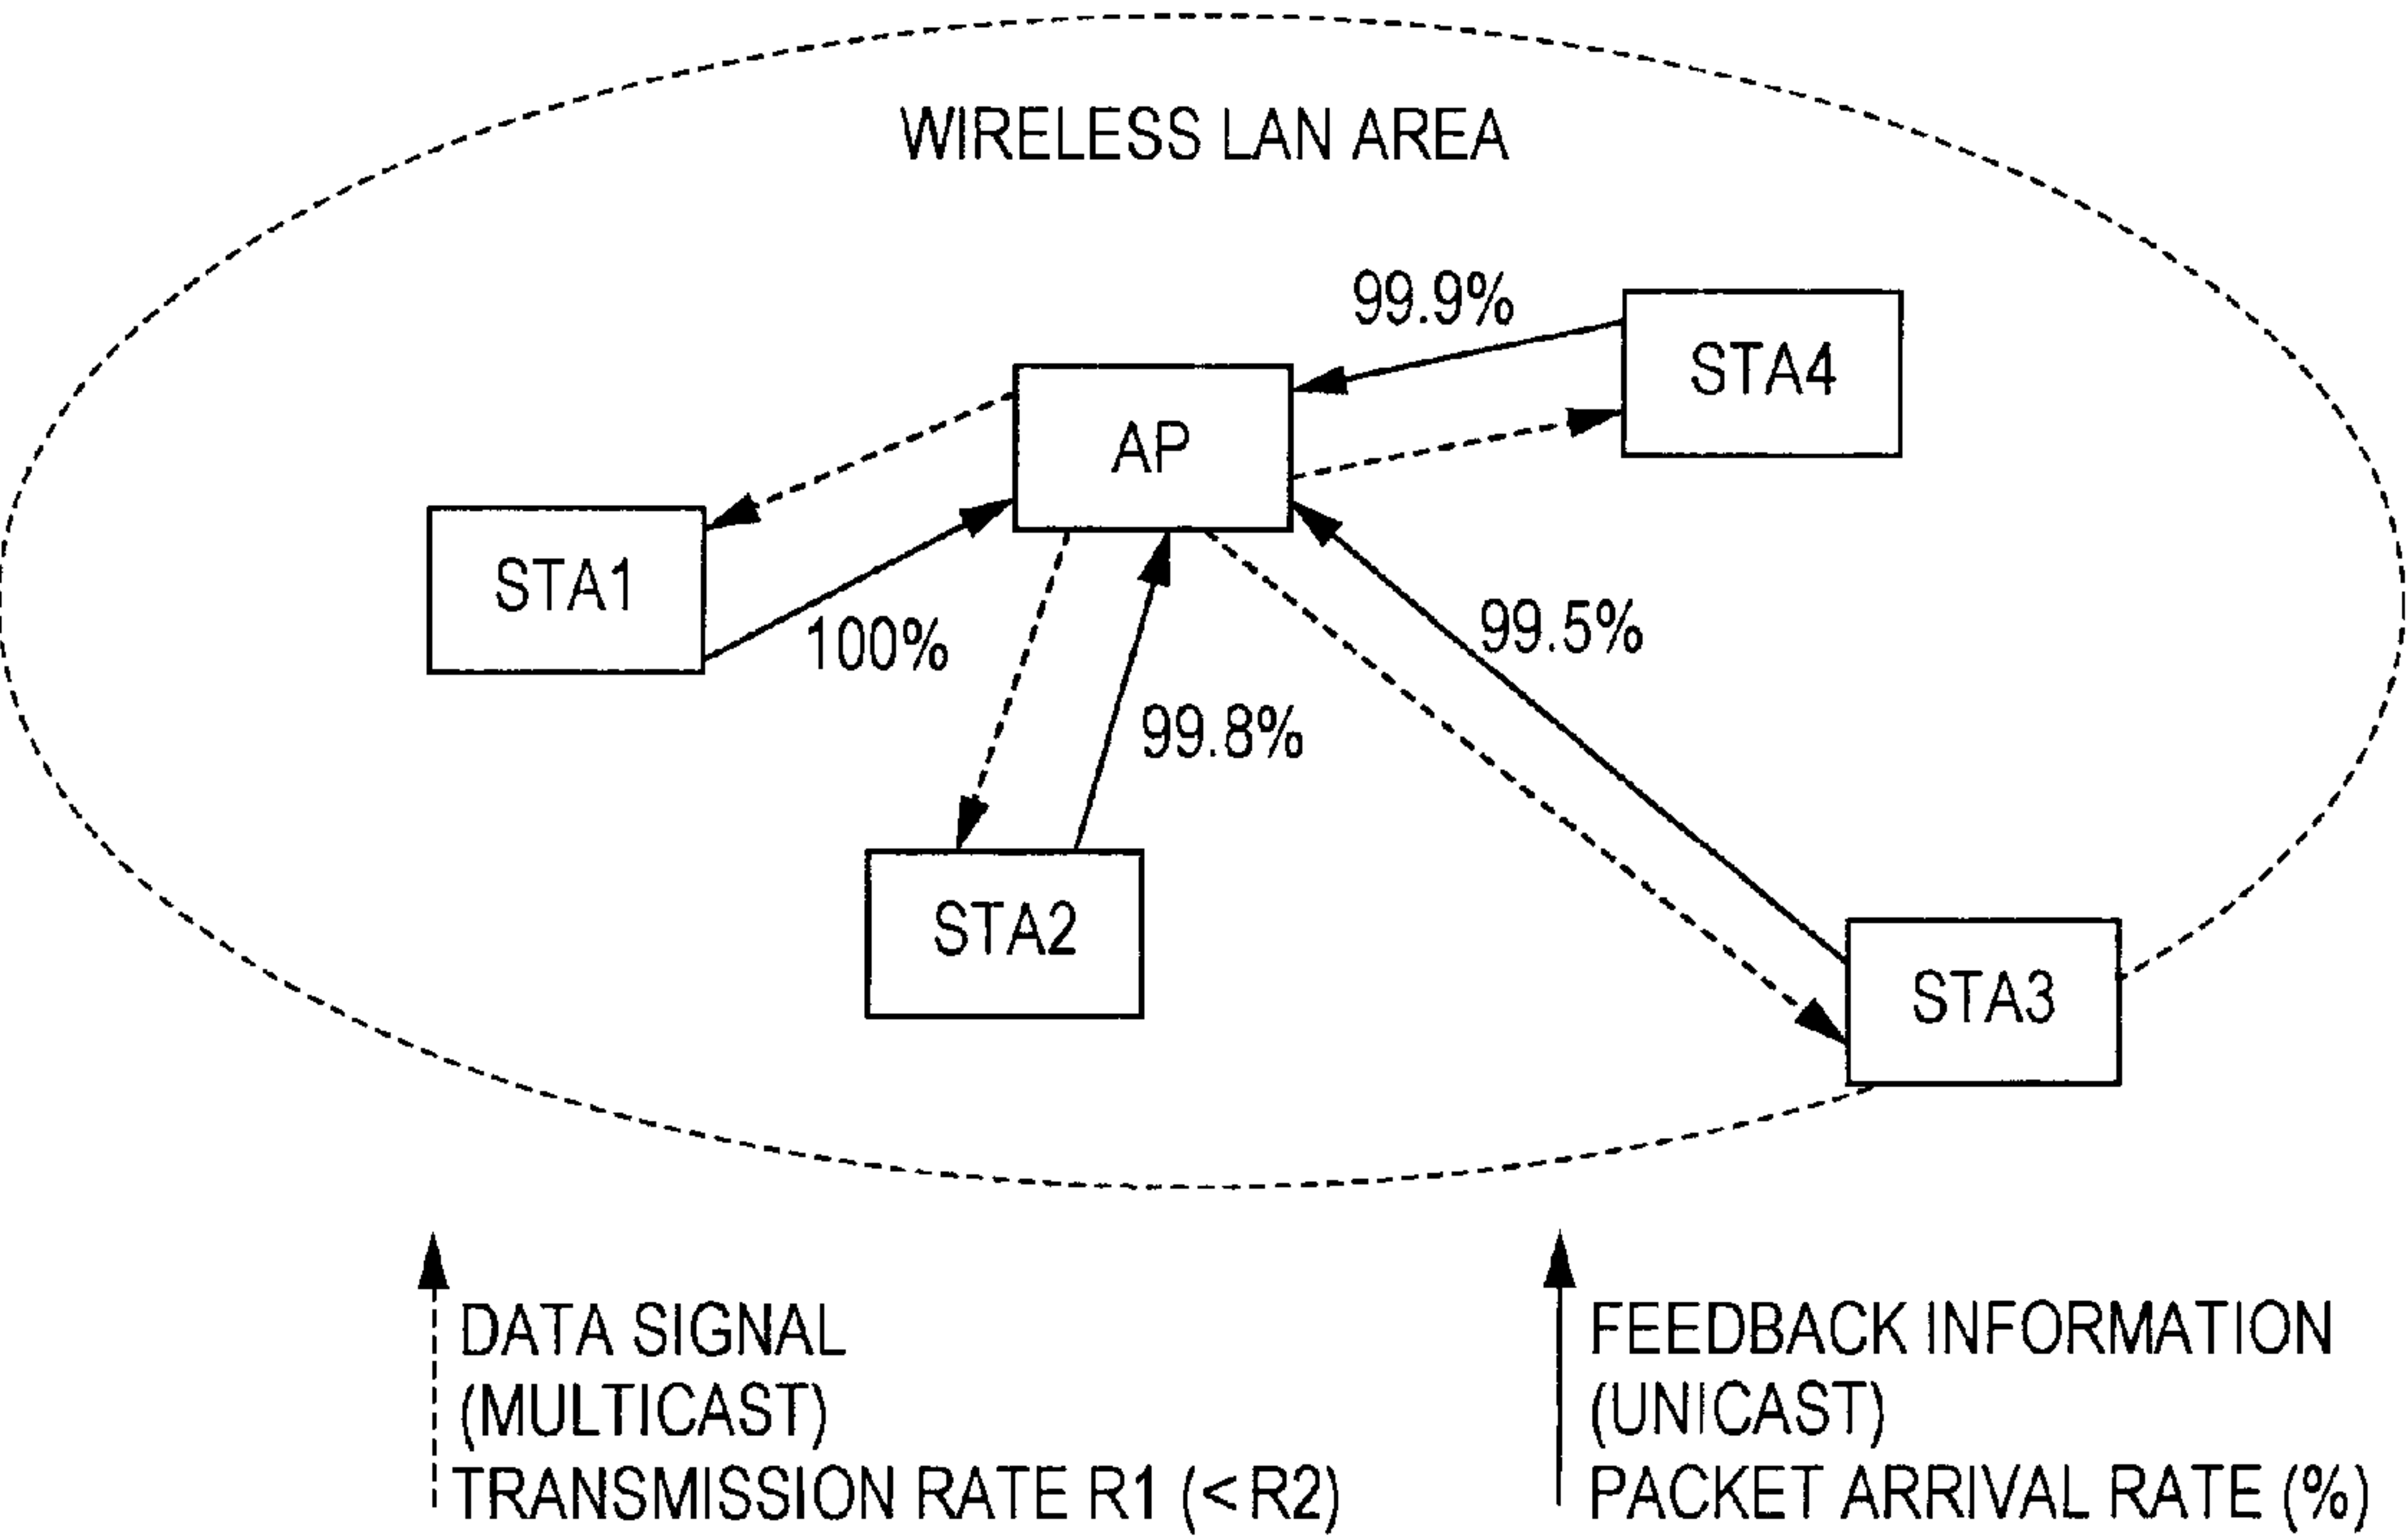 WIRELESS LAN AREA
99.9%
STA4
AP
STA1
100%
99.5%
99.8%
STA2
STA3
DATA SIGNAL
(MULTICAST)
TRANSMISSION RATE R1 (<R2)
FEEDBACK INFORMATION
(UNICAST)
PACKET ARRIVAL RATE (%)